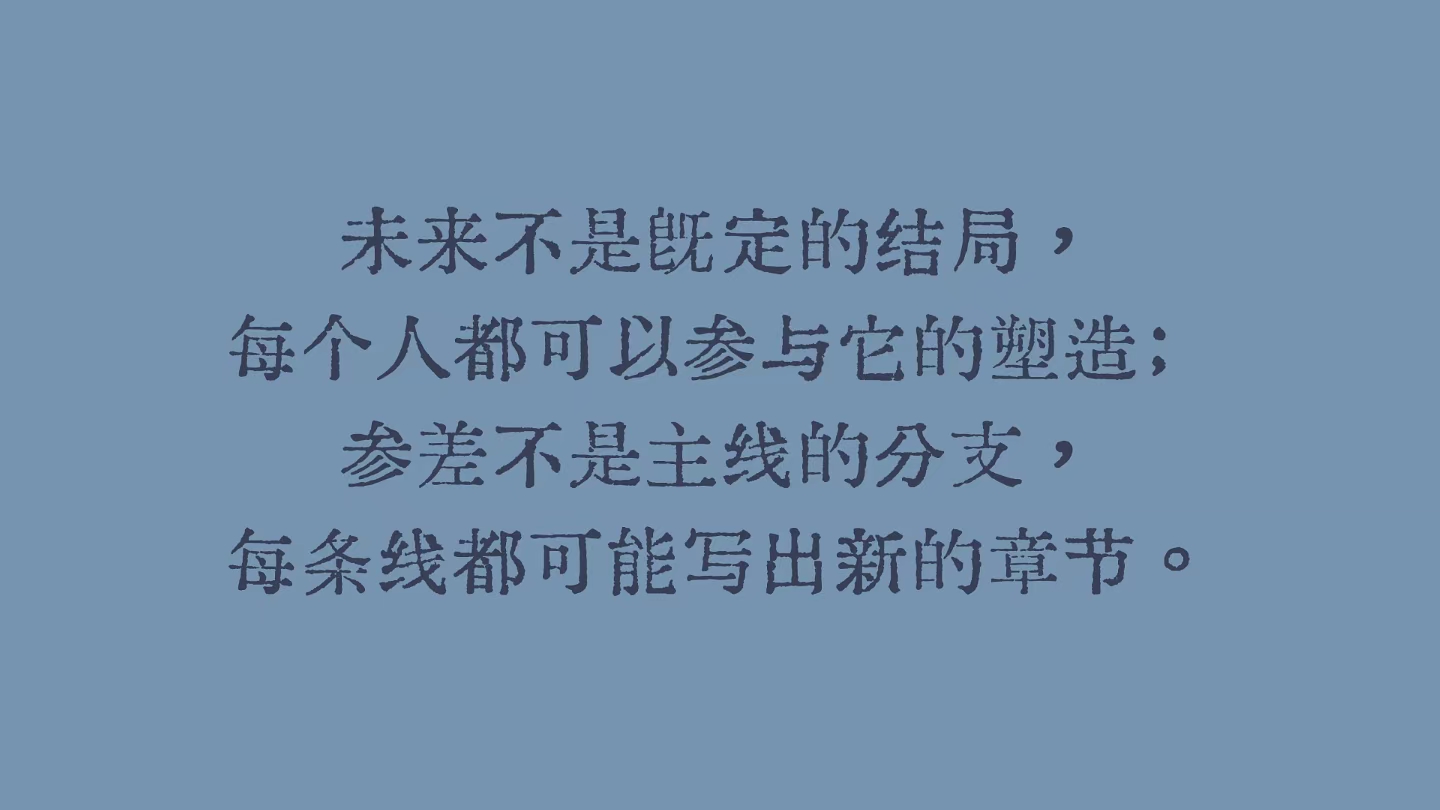 未来不是既定的结局，
每个人都可以参与它的塑造；
参差不是主线的分支，
每条线都可能写出新的章节。